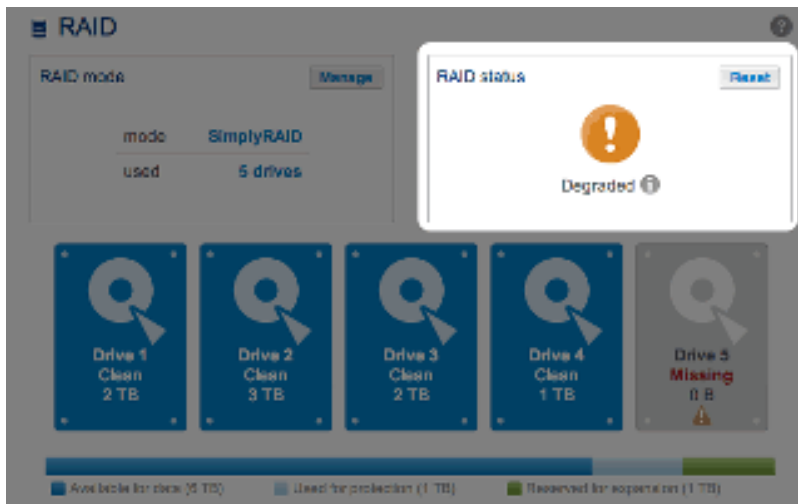 RAID
RAID mode
Manage
mode SimplyRAID
used 5 drives
RAID status
Reset
Degraded
Drive 1
Clean
2 TB
Drive 2
Clean
3 TB
Drive 3
Clean
2 TB
Drive 4
Clean
1 TB
Drive 5
Missing
0 B
Available for data (6 TB)
Used for protection (1 TB)
Reserved for expansion (1 TB)